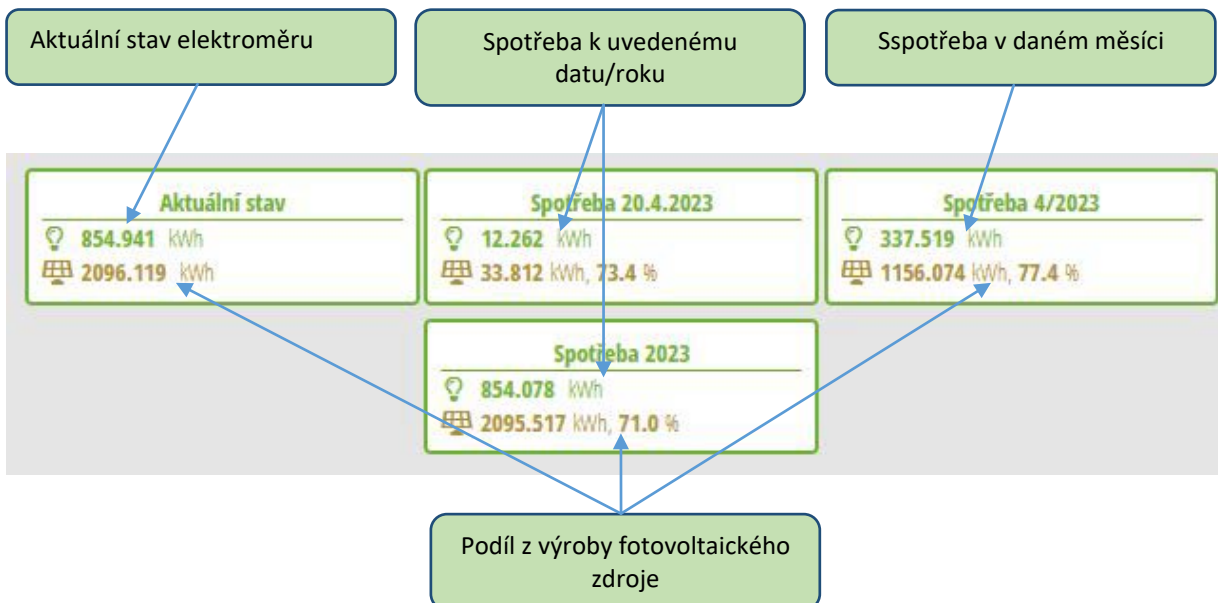 Aktuální stav elektroměru
Spotřeba k uvedenému
datu/roku
Sspotřeba v daném měsíci
Aktuální stav
854.941 kWh
2096.119 kWh
Spotřeba 20.4.2023
12.262 kWh
33.812 kWh, 73.4 %
Spotřeba 4/2023
337.519 kWh
1156.074 kWh, 77.4 %
Spotřeba 2023
854.078 kWh
2095.517 kWh, 71.0 %
Podíl z výroby fotovoltaického
zdroje